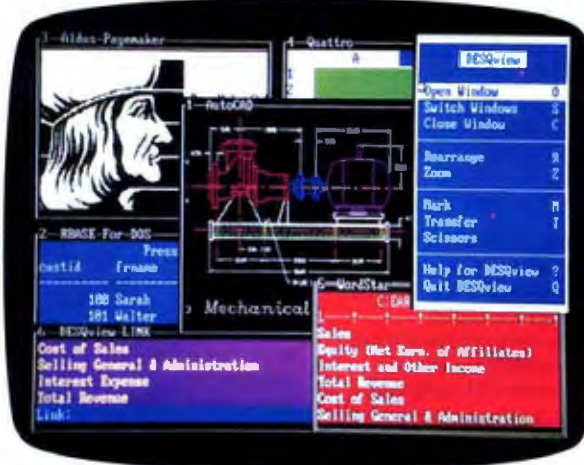 3-Aldus-Pagemaker
4-Quattro
A
1
2
1-AutoCAD
Mechanical
2-RBASE-For-DOS
Press
custid frname
100 Sarah
101 Walter
6-DESQview-LINK
Cost of Sales
Selling General & Administration
Interest Expense
Total Revenue
Link:
5-WordStar
Sales
Equity (Net Earn. of Affiliates)
Interest and Other Income
Total Revenue
Cost of Sales
Selling General & Administration
DESQview
Open Window O
Switch Windows S
Close Window C
Rearrange R
Zoom Z
Mark M
Transfer T
Scissors
Help for DESQview ?
Quit DESQview Q